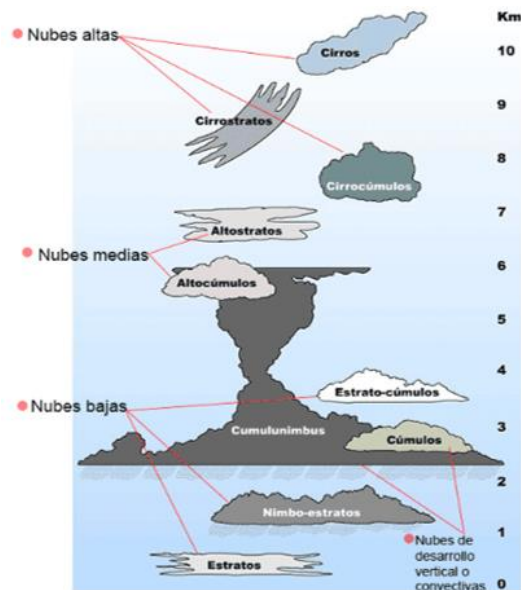 Km
Nubes altas
Cirros
10
9
Cirrostratos
8
Cirrocúmulos
7
Altostratos
Nubes medias
6
Altocúmulos
5
4
Estrato-cúmulos
Nubes bajas
3
Cumulunimbus
Cúmulos
2
Nimbo-estratos
1
Nubes de
desarrollo
vertical o
convectivas
Estratos
0